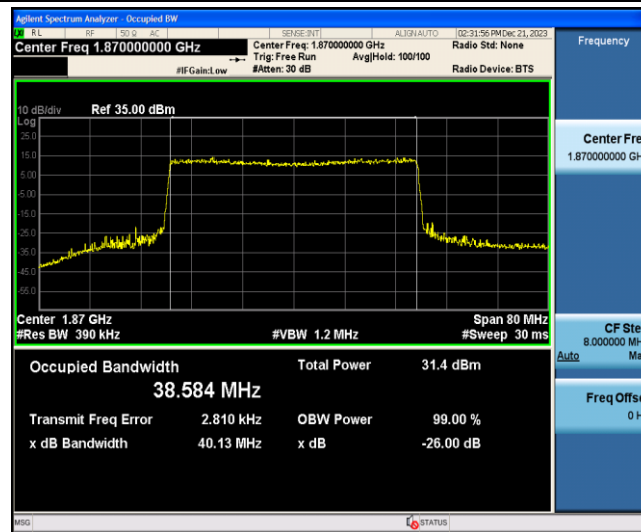 Agilent Spectrum Analyzer - Occupied BW
RL RF 50 Ω AC SENSE:INT ALIGN AUTO 02:31:56 PM Dec 21, 2023
Center Freq 1.870000000 GHz
Center Freq: 1.870000000 GHz
Radio Std: None
Trig: Free Run Avg|Hold: 100/100
#IFGain:Low
#Atten: 30 dB
Radio Device: BTS
Frequency
10 dB/div Ref 35.00 dBm
Log
25.0
15.0
5.00
-5.00
-15.0
-25.0
-35.0
-45.0
-55.0
Center Fre
1.870000000 GH
Center 1.87 GHz Span 80 MHz
#Res BW 390 kHz #VBW 1.2 MHz #Sweep 30 ms
CF Ste
8.000000 MH
Auto Ma
Freq Offse
0 H
Occupied Bandwidth Total Power 31.4 dBm
38.584 MHz
Transmit Freq Error 2.810 kHz OBW Power 99.00 %
x dB Bandwidth 40.13 MHz x dB -26.00 dB
MSG STATUS